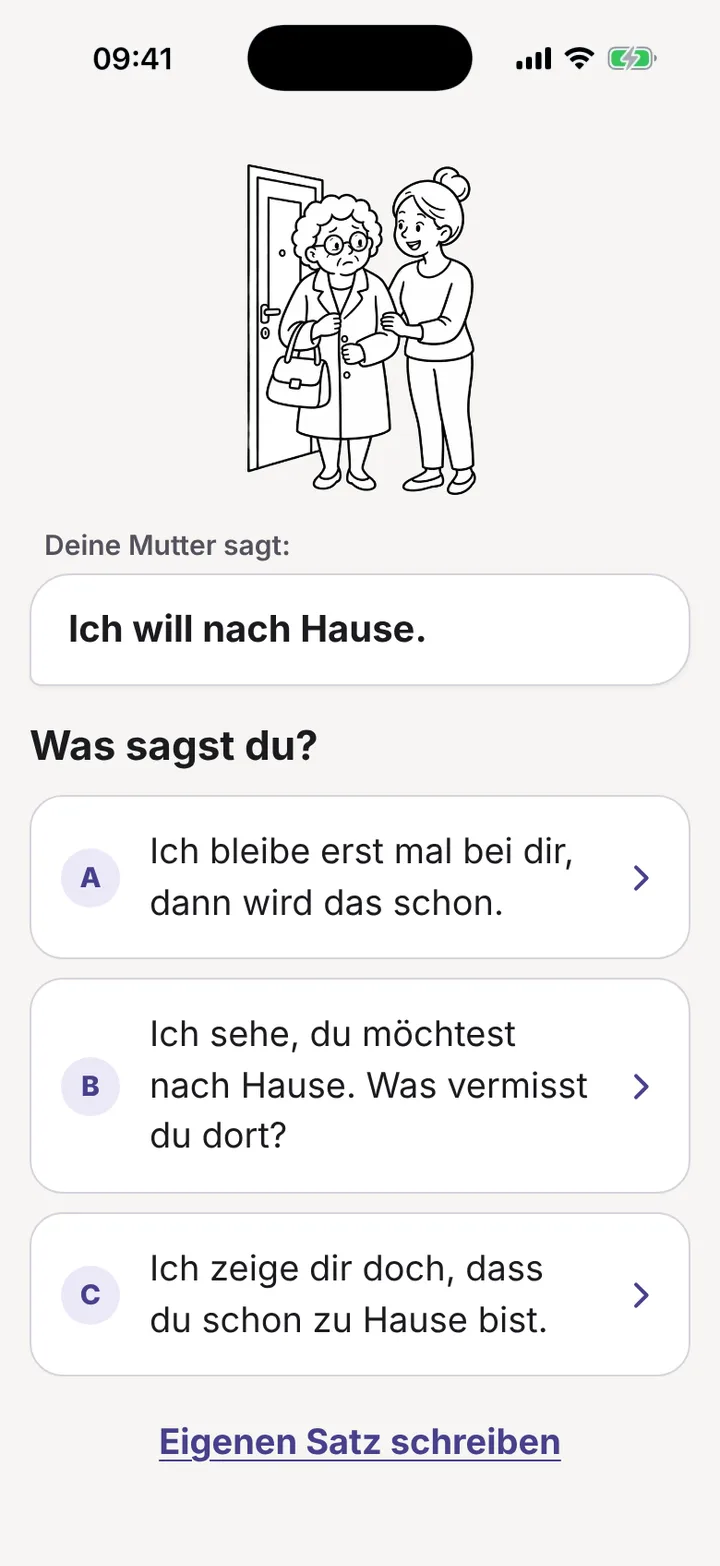 09:41
Deine Mutter sagt:
Ich will nach Hause.
Was sagst du?
A
Ich bleibe erst mal bei dir,
dann wird das schon.
B
Ich sehe, du möchtest
nach Hause. Was vermisst
du dort?
C
Ich zeige dir doch, dass
du schon zu Hause bist.
Eigenen Satz schreiben